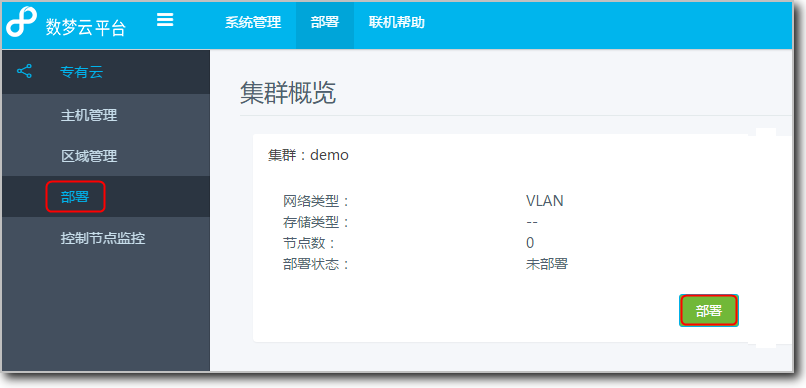 数梦云平台 系统管理 部署 联机帮助
专有云
主机管理
区域管理
部署
控制节点监控
集群概览
集群：demo
网络类型： VLAN
存储类型： --
节点数： 0
部署状态： 未部署
部署